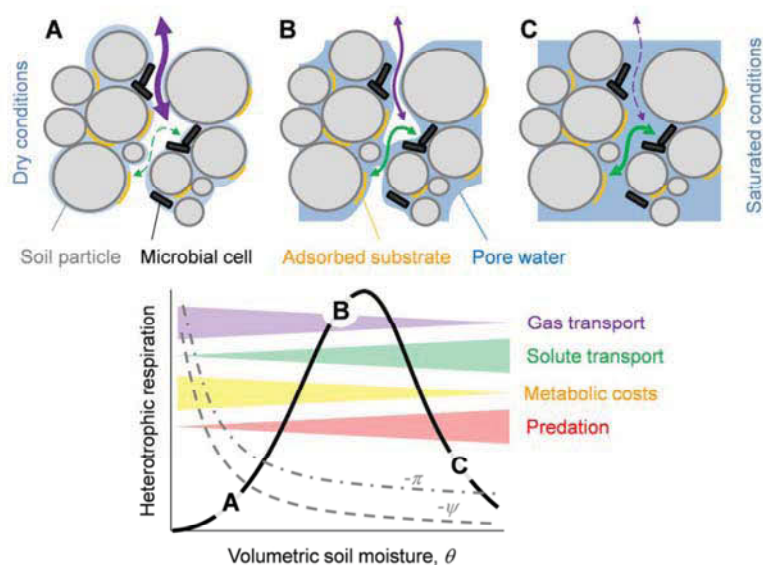 A
B
C
Dry conditions
Saturated conditions
Soil particle
Microbial cell
Adsorbed substrate
Pore water
Heterotrophic respiration
B
A
C
-π
-ψ
Gas transport
Solute transport
Metabolic costs
Predation
Volumetric soil moisture, θ